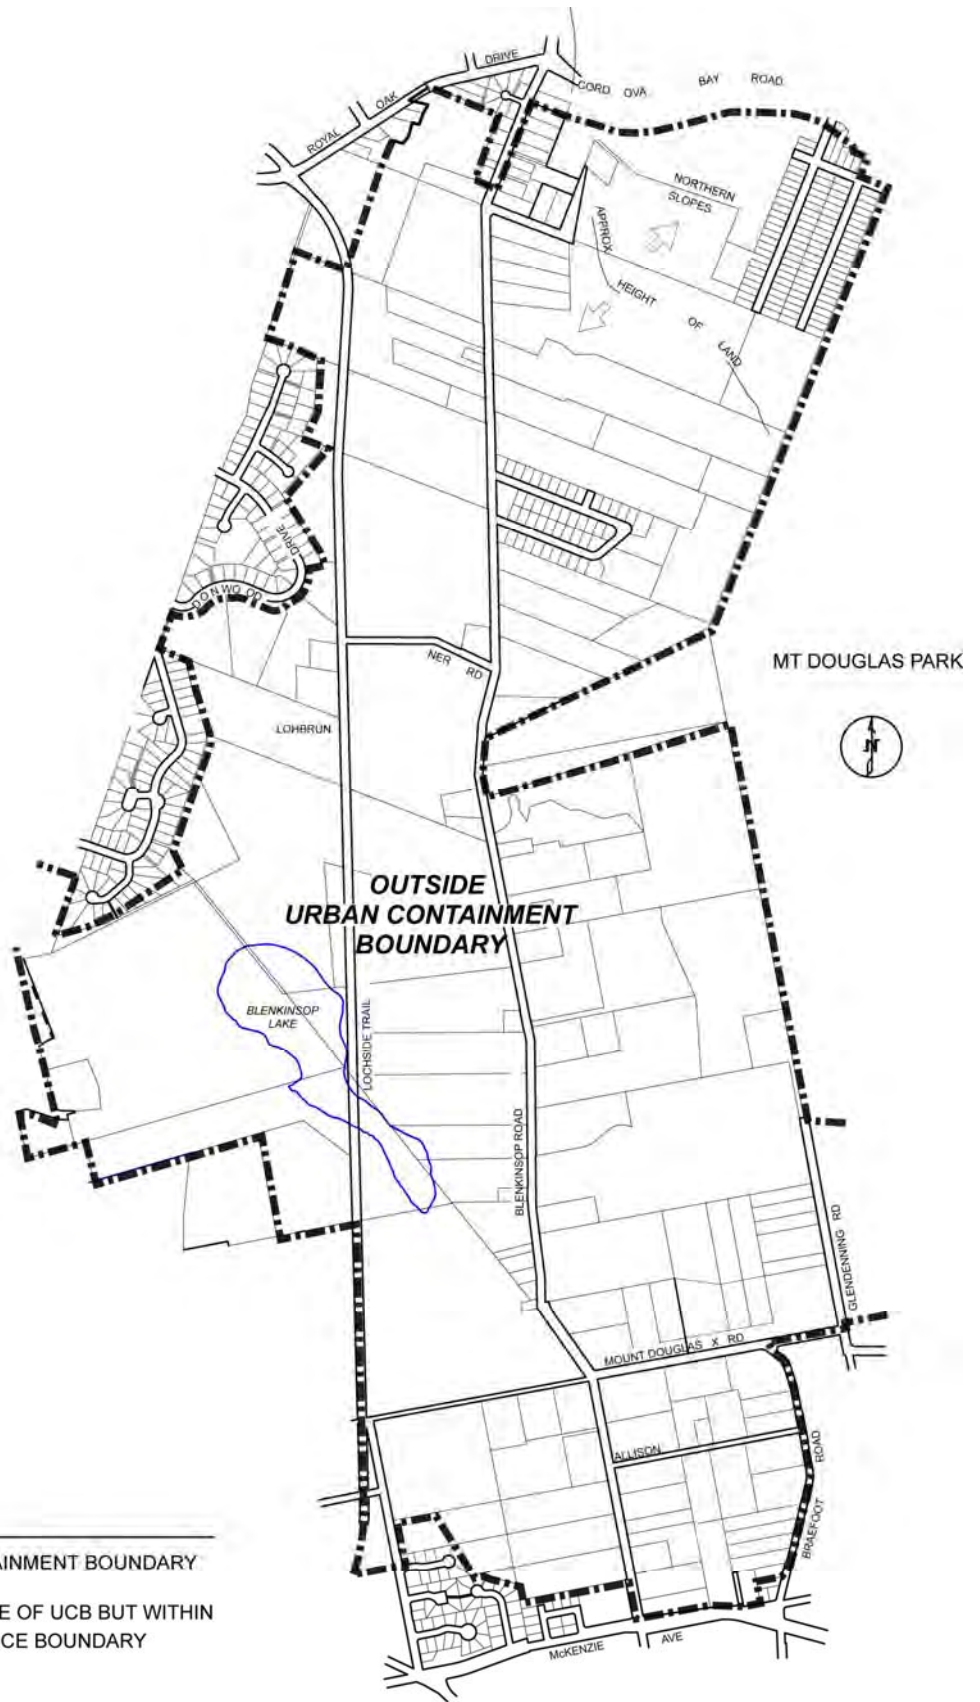 DRIVE
OAK
ROYAL
CORD OVA BAY ROAD
NORTHERN
SLOPES
APPROX
HEIGHT
OF
LAND
DRIVE
DONWOOD
NER RD
MT DOUGLAS PARK
N
LOHBRUN
OUTSIDE
URBAN CONTAINMENT
BOUNDARY
BLENKINSOP
LAKE
LOCHSIDE TRAIL
BLENKINSOP ROAD
GLENDENNING RD
MOUNT DOUGLAS X RD
ALLISON
BRAEFOOT ROAD
AINMENT BOUNDARY
E OF UCB BUT WITHIN
CE BOUNDARY
McKENZIE AVE